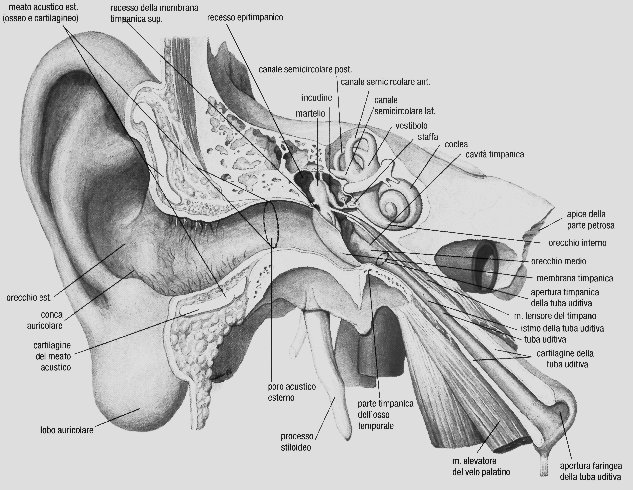 meato acustico est.
(osseo e cartilagineo)
recesso della membrana
timpanica sup.
recesso epitimpanico
canale semicircolare post.
canale semicircolare ant.
incudine
canale
semicircolare lat.
martello
vestibolo
staffa
coclea
cavità timpanica
apice della
parte petrosa
orecchio interno
orecchio medio
membrana timpanica
apertura timpanica
della tuba uditiva
m. tensore del timpano
istmo della tuba uditiva
tuba uditiva
cartilagine della
tuba uditiva
orecchio est.
conca
auricolare
cartilagine
del meato
acustico
lobo auricolare
poro acustico
esterno
processo
stiloideo
parte timpanica
dell'osso
temporale
m. elevatore
del velo palatino
apertura faringea
della tuba uditiva